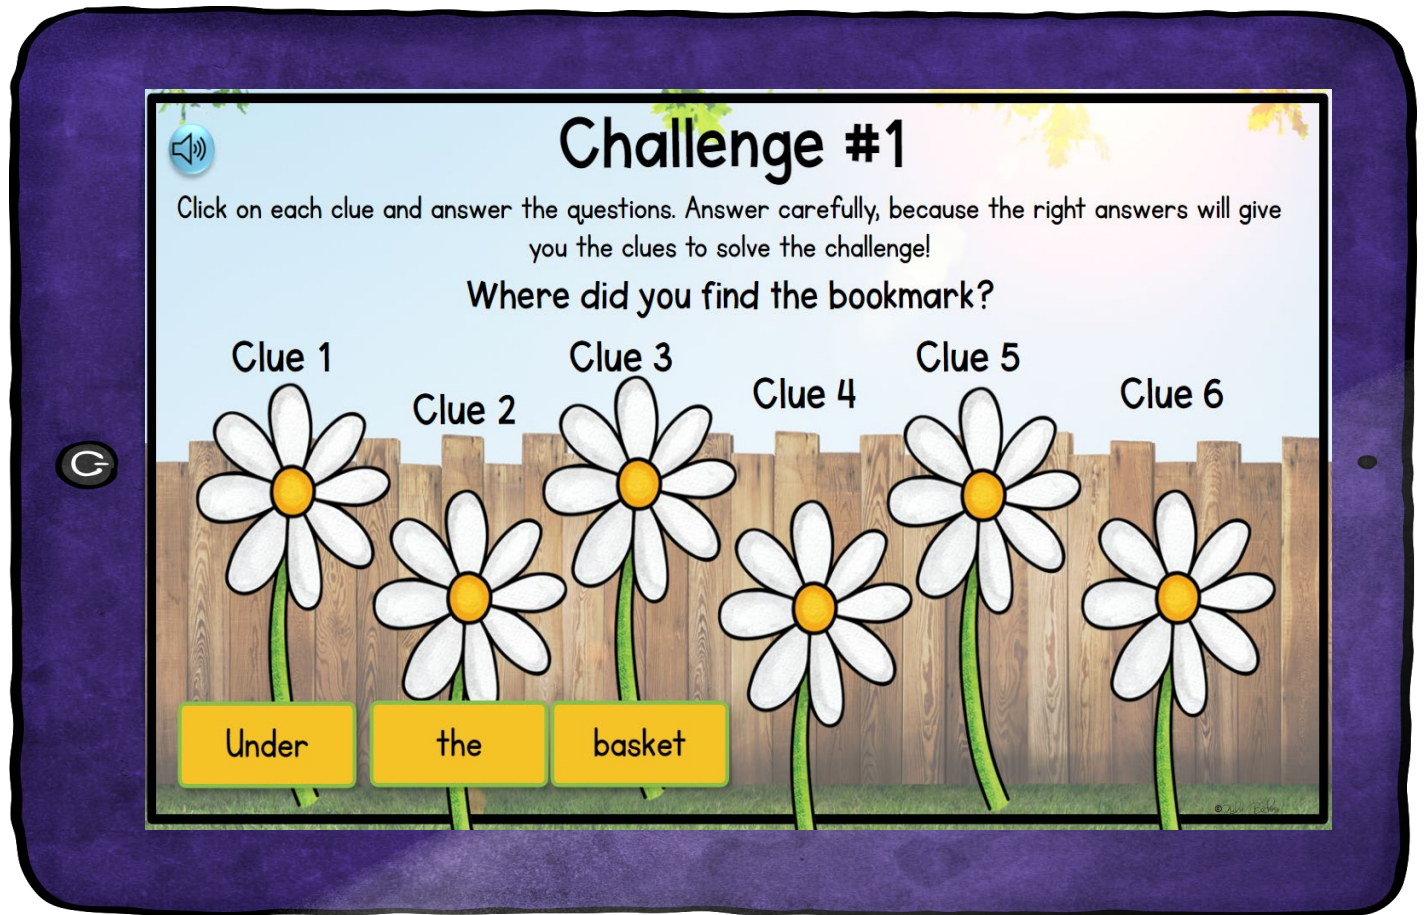 Challenge #1
Click on each clue and answer the questions. Answer carefully, because the right answers will give
you the clues to solve the challenge!
Where did you find the bookmark?
Clue 1
Clue 2
Clue 3
Clue 4
Clue 5
Clue 6
Under
the
basket